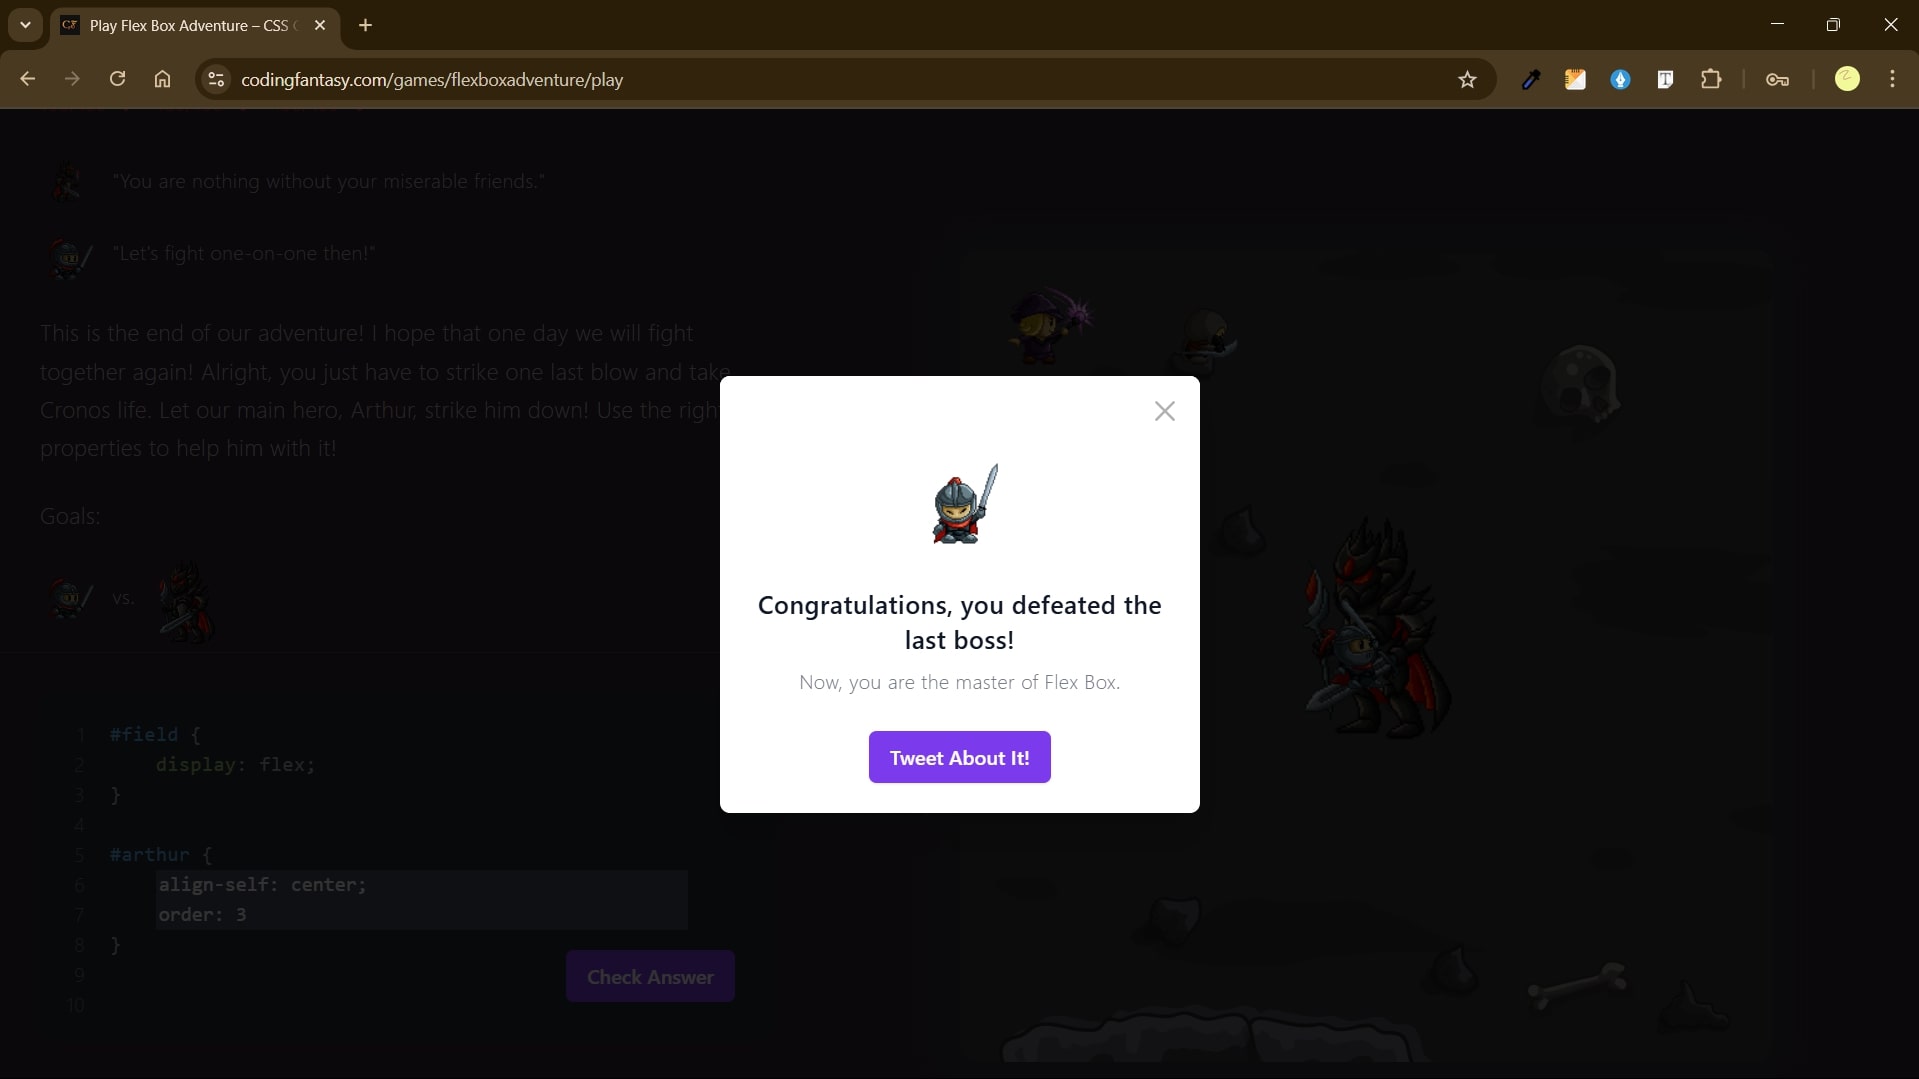 Play Flex Box Adventure – CSS
codingfantasy.com/games/flexboxadventure/play
"You are nothing without your miserable friends."
"Let's fight one-on-one then!"
This is the end of our adventure! I hope that one day we will fight
together again! Alright, you just have to strike one last blow and take
Cronos life. Let our main hero, Arthur, strike him down! Use the righ
properties to help him with it!
Goals:
vs.
1 #field {
2 display: flex;
3 }
4
5 #arthur {
6 align-self: center;
7 order: 3
8 }
9
10
Check Answer
Congratulations, you defeated the
last boss!
Now, you are the master of Flex Box.
Tweet About It!